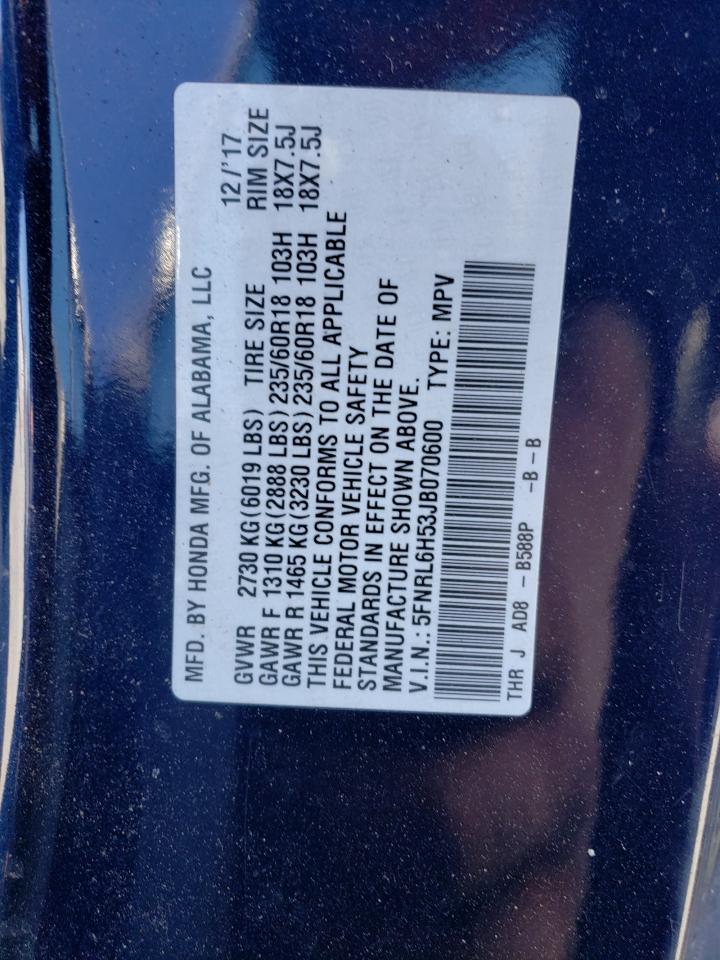 MFD. BY HONDA MFG. OF ALABAMA, LLC 12/'17
GVWR 2730 KG(6019 LBS) TIRE SIZE RIM SIZE
GAWR F 1310 KG(2888 LBS)235/60R18 103H 18X7.5J
GAWR R 1465 KG(3230 LBS)235/60R18 103H 18X7.5J
THIS VEHICLE CONFORMS TO ALL APPLICABLE
FEDERAL MOTOR VEHICLE SAFETY
STANDARDS IN EFFECT ON THE DATE OF
MANUFACTURE SHOWN ABOVE.
V.I.N.: 5FNRL6H53JB070600 TYPE: MPV
THR J AD8 - B588P -B-B